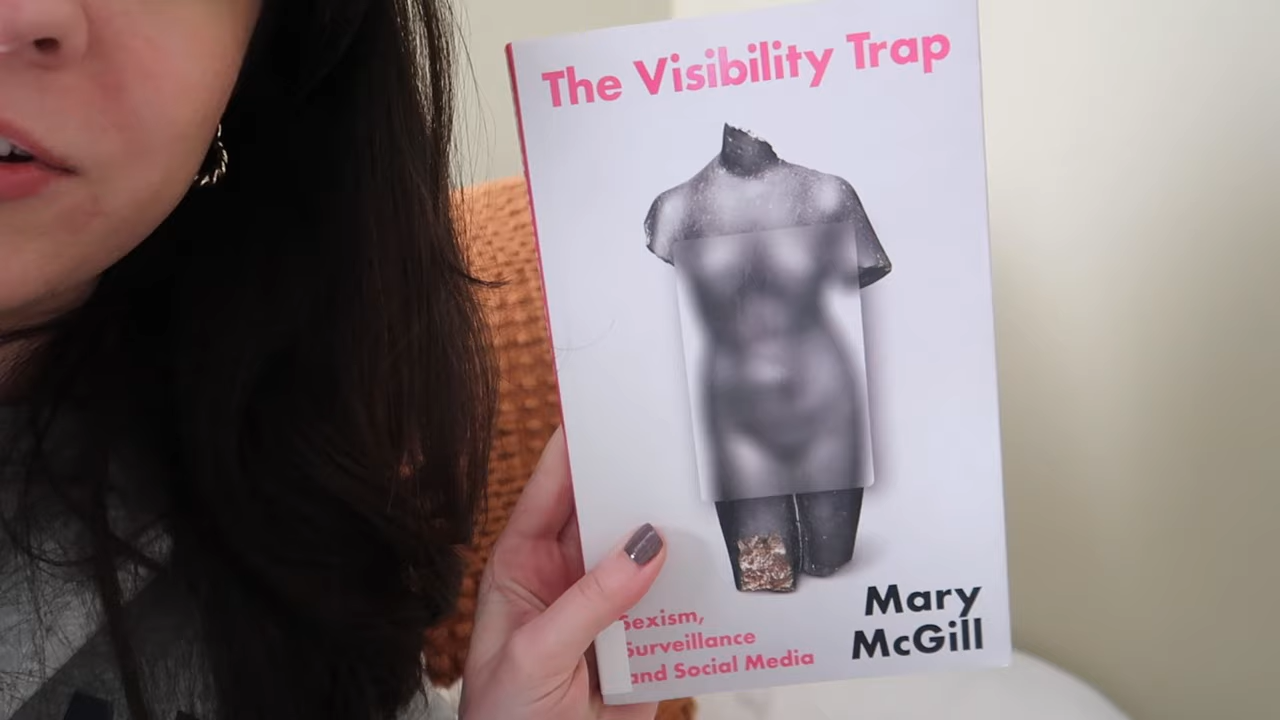 The Visibility Trap
Sexism,
Surveillance
and Social Media
Mary
McGill